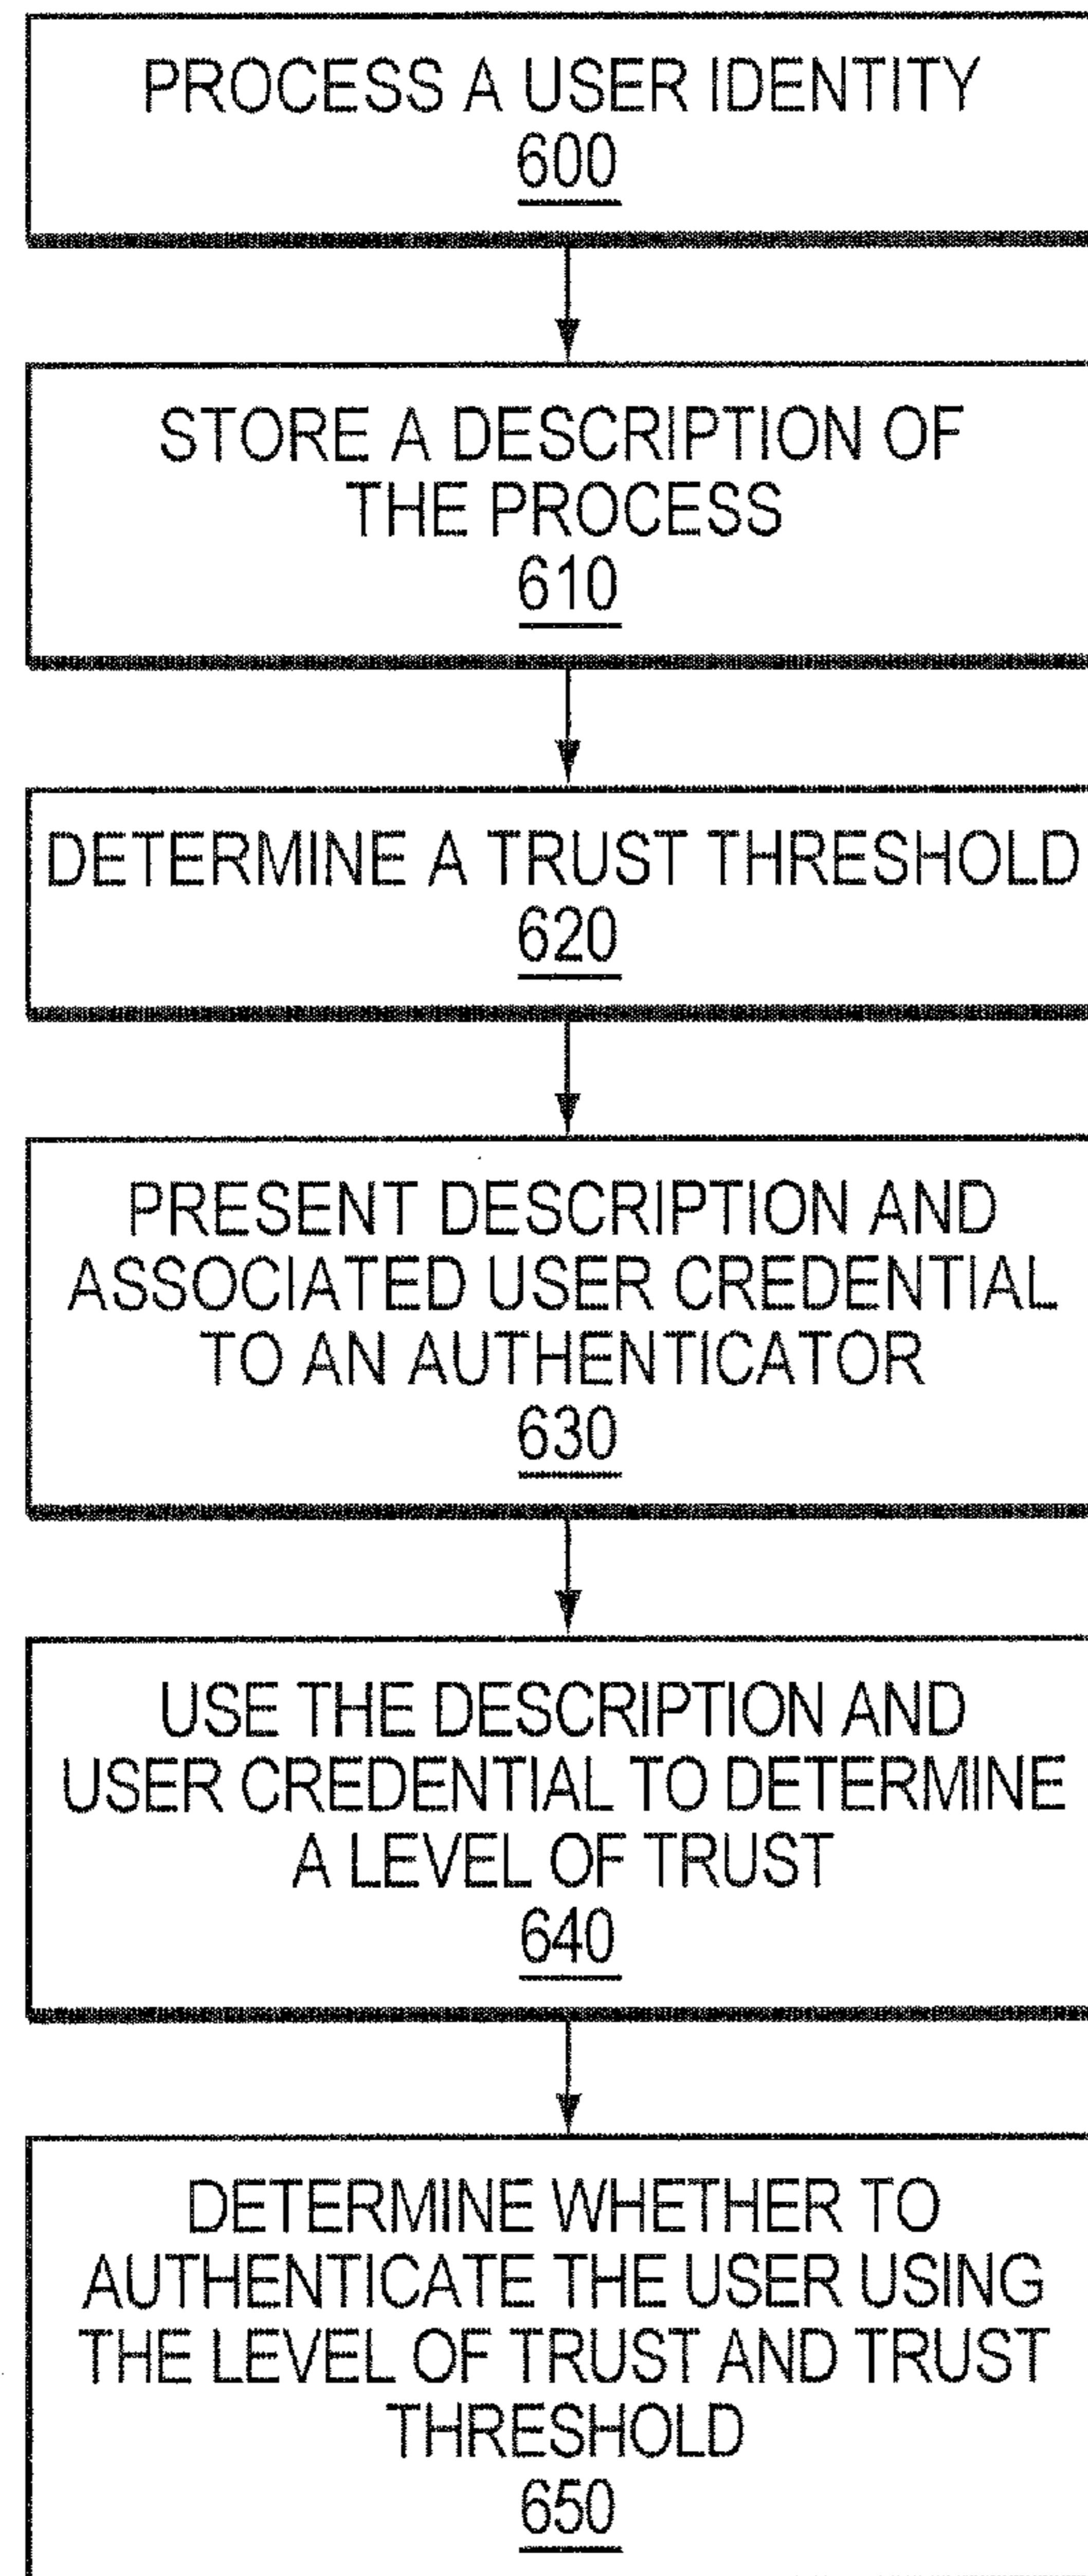 PROCESS A USER IDENTITY
600
STORE A DESCRIPTION OF
THE PROCESS
610
DETERMINE A TRUST THRESHOLD
620
PRESENT DESCRIPTION AND
ASSOCIATED USER CREDENTIAL
TO AN AUTHENTICATOR
630
USE THE DESCRIPTION AND
USER CREDENTIAL TO DETERMINE
A LEVEL OF TRUST
640
DETERMINE WHETHER TO
AUTHENTICATE THE USER USING
THE LEVEL OF TRUST AND TRUST
THRESHOLD
650